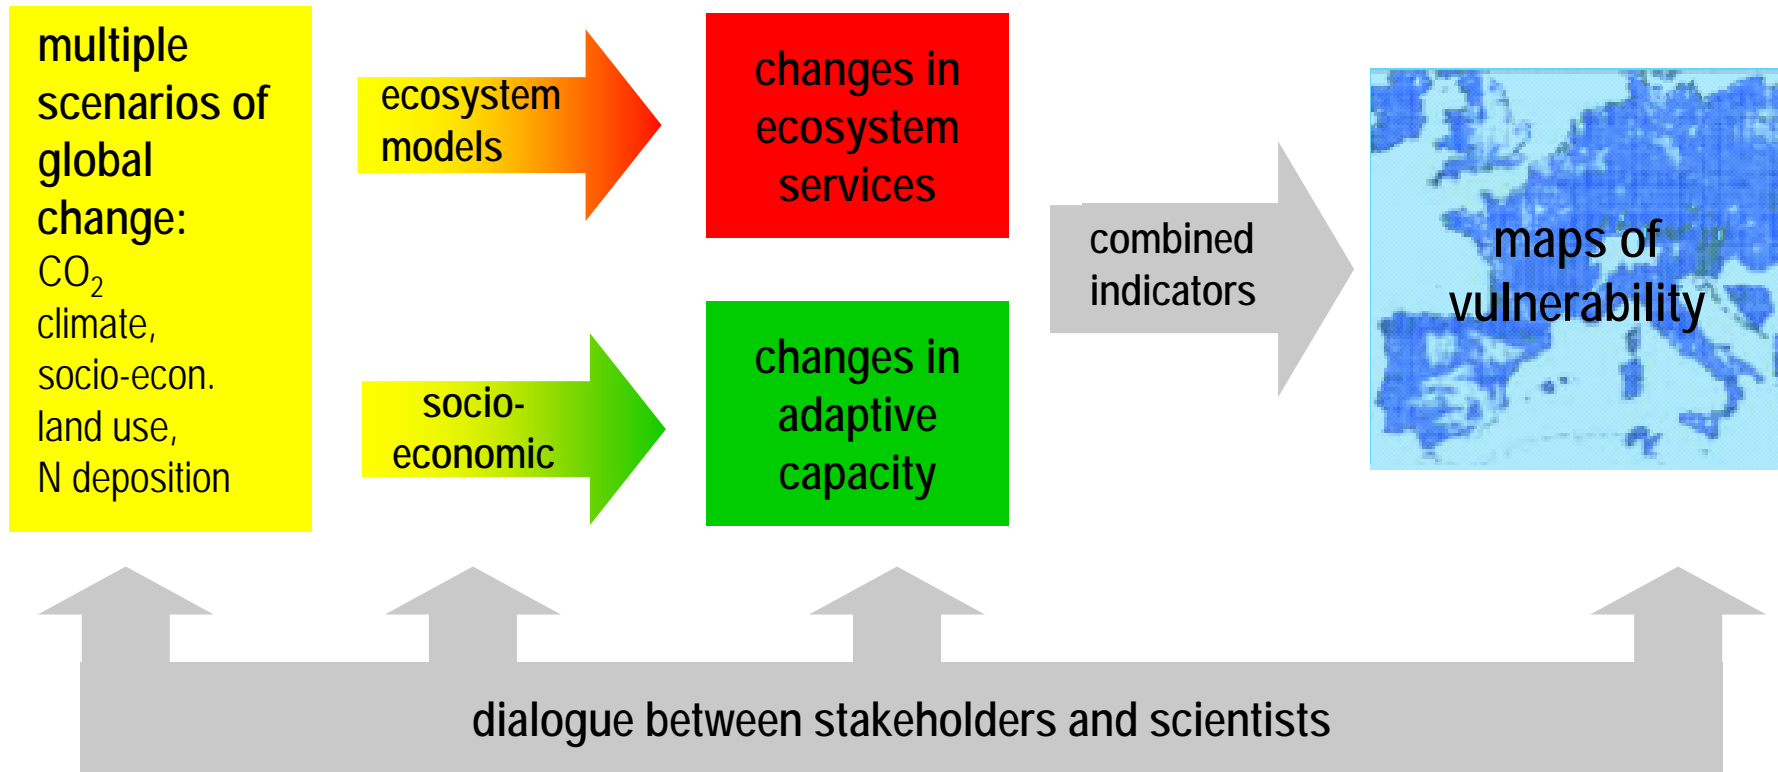 multiple
scenarios of
global
change:
CO₂
climate,
socio-econ.
land use,
N deposition
ecosystem
models
socio-
economic
changes in
ecosystem
services
changes in
adaptive
capacity
combined
indicators
maps of
vulnerability
dialogue between stakeholders and scientists